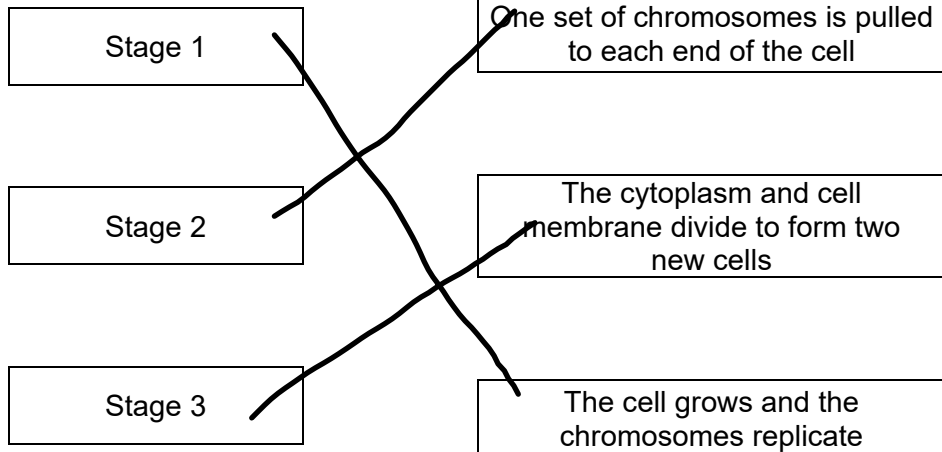 Stage 1
One set of chromosomes is pulled
to each end of the cell
Stage 2
The cytoplasm and cell
membrane divide to form two
new cells
Stage 3
The cell grows and the
chromosomes replicate